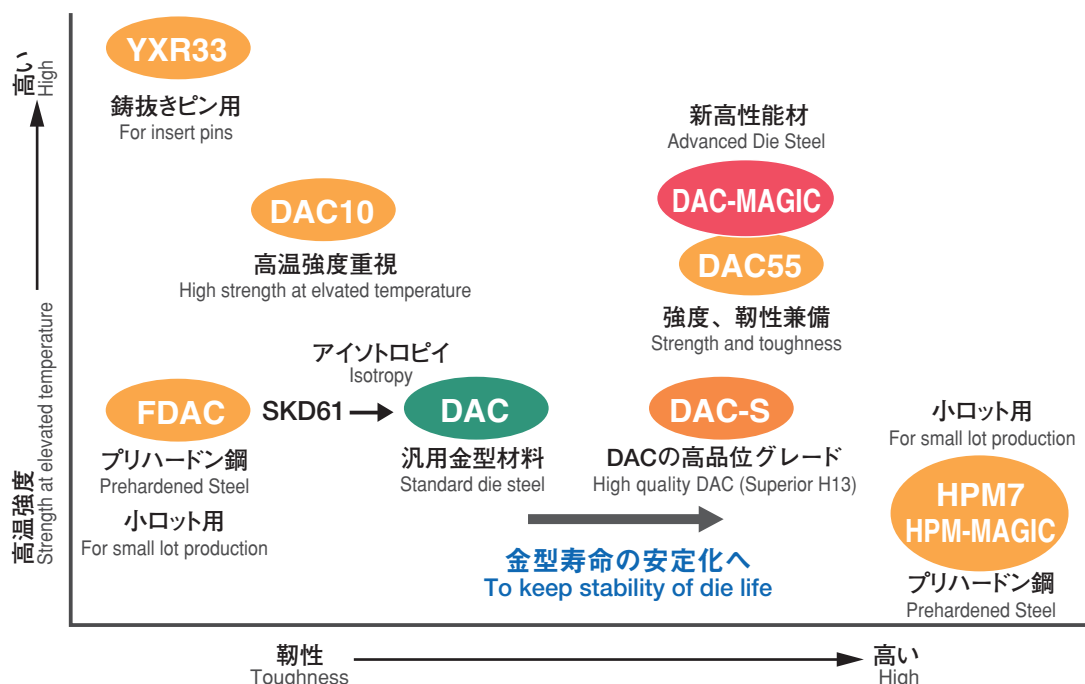 高い
High
高温強度
Strength at elevated temperature
YXR33
鋳抜きピン用
For insert pins
新高性能材
Advanced Die Steel
DAC-MAGIC
DAC10
高温強度重視
High strength at elvated temperature
DAC55
強度、靭性兼備
Strength and toughness
アイソトロピイ
Isotropy
FDAC
SKD61
DAC
DAC-S
プリハードン鋼
Prehardened Steel
小ロット用
For small lot production
汎用金型材料
Standard die steel
DACの高品位グレード
High quality DAC (Superior H13)
小ロット用
For small lot production
HPM7
HPM-MAGIC
プリハードン鋼
Prehardened Steel
金型寿命の安定化へ
To keep stability of die life
靭性
Toughness
高い
High